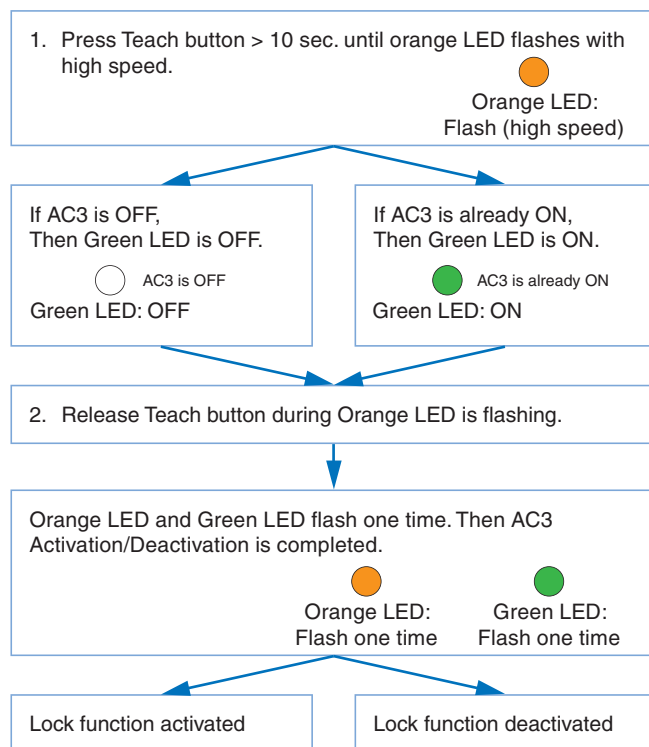 1. Press Teach button > 10 sec. until orange LED flashes with
high speed.
Orange LED:
Flash (high speed)
If AC3 is OFF,
Then Green LED is OFF.
AC3 is OFF
Green LED: OFF
If AC3 is already ON,
Then Green LED is ON.
AC3 is already ON
Green LED: ON
2. Release Teach button during Orange LED is flashing.
Orange LED and Green LED flash one time. Then AC3
Activation/Deactivation is completed.
Orange LED:
Flash one time
Green LED:
Flash one time
Lock function activated
Lock function deactivated